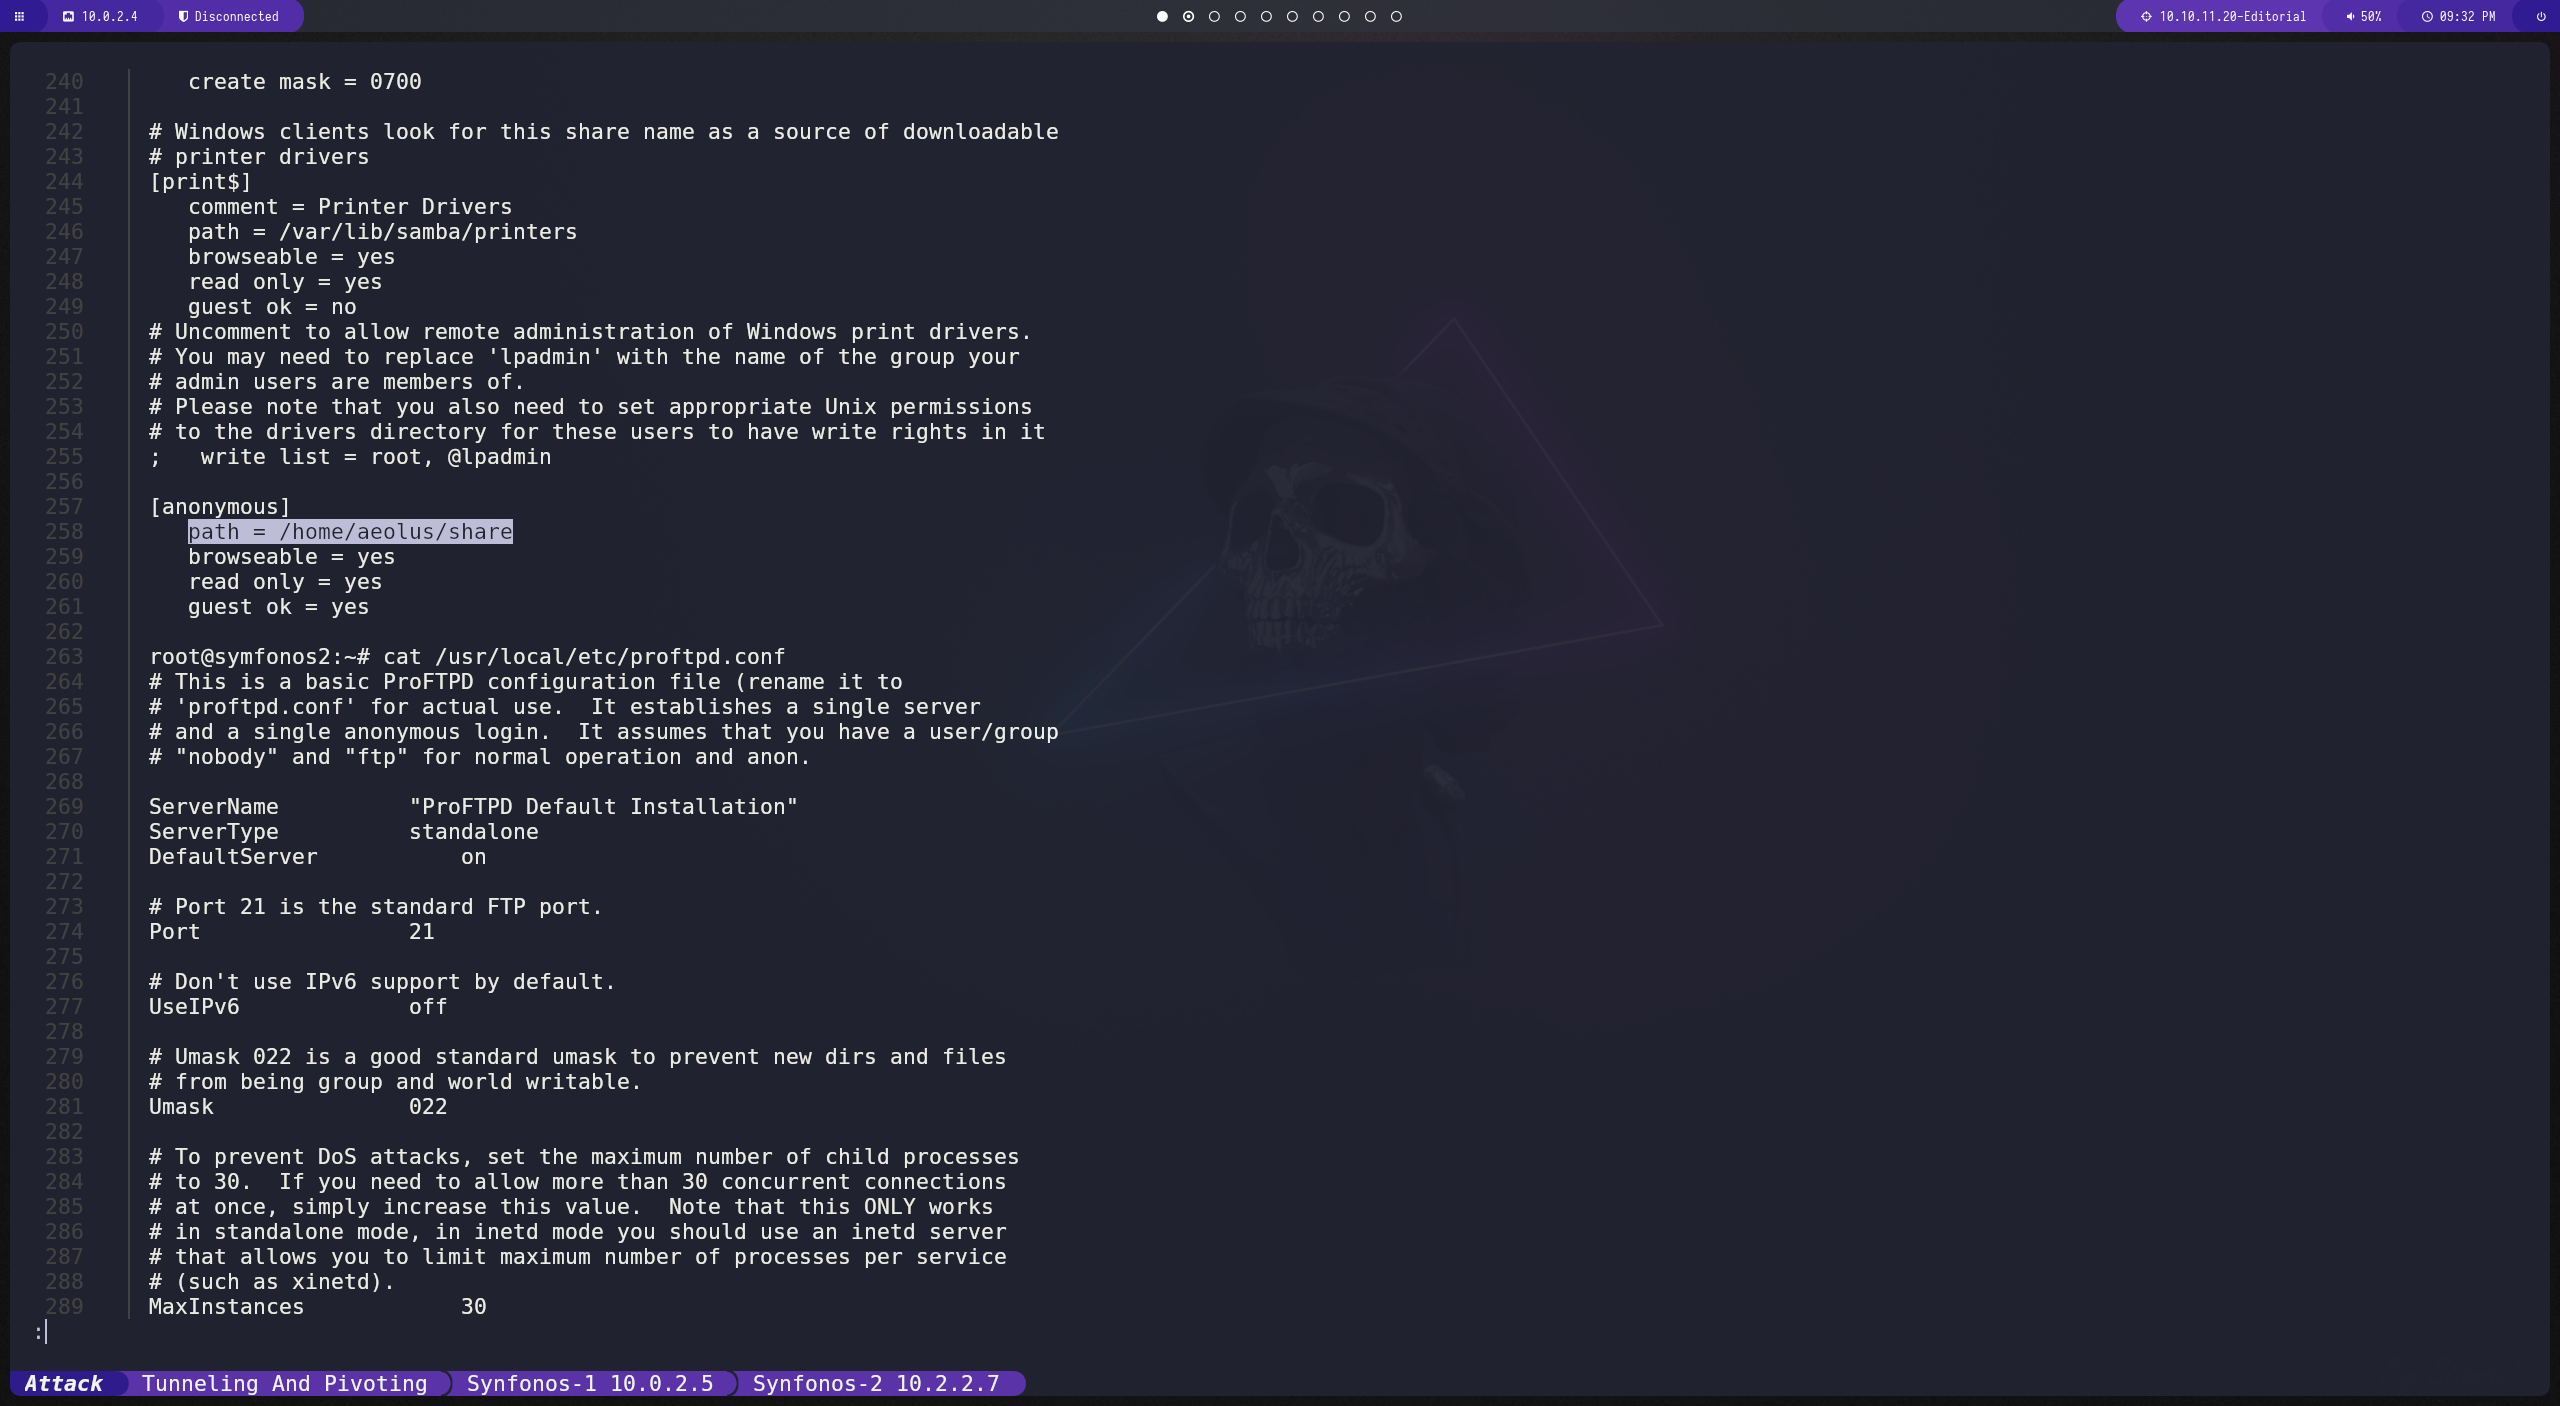 10.0.2.4 Disconnected 10.10.11.20-Editorial 50% 09:32 PM
240 create mask = 0700
241
242 # Windows clients look for this share name as a source of downloadable
243 # printer drivers
244 [print$]
245 comment = Printer Drivers
246 path = /var/lib/samba/printers
247 browseable = yes
248 read only = yes
249 guest ok = no
250 # Uncomment to allow remote administration of Windows print drivers.
251 # You may need to replace 'lpadmin' with the name of the group your
252 # admin users are members of.
253 # Please note that you also need to set appropriate Unix permissions
254 # to the drivers directory for these users to have write rights in it
255 ;   write list = root, @lpadmin
256
257 [anonymous]
258 path = /home/aeolus/share
259 browseable = yes
260 read only = yes
261 guest ok = yes
262
263 root@symfonos2:~# cat /usr/local/etc/proftpd.conf
264 # This is a basic ProFTPD configuration file (rename it to
265 # 'proftpd.conf' for actual use.  It establishes a single server
266 # and a single anonymous login.  It assumes that you have a user/group
267 # "nobody" and "ftp" for normal operation and anon.
268
269 ServerName "ProFTPD Default Installation"
270 ServerType standalone
271 DefaultServer on
272
273 # Port 21 is the standard FTP port.
274 Port 21
275
276 # Don't use IPv6 support by default.
277 UseIPv6 off
278
279 # Umask 022 is a good standard umask to prevent new dirs and files
280 # from being group and world writable.
281 Umask 022
282
283 # To prevent DoS attacks, set the maximum number of child processes
284 # to 30.  If you need to allow more than 30 concurrent connections
285 # at once, simply increase this value.  Note that this ONLY works
286 # in standalone mode, in inetd mode you should use an inetd server
287 # that allows you to limit maximum number of processes per service
288 # (such as xinetd).
289 MaxInstances 30
:
Attack Tunneling And Pivoting Synfonos-1 10.0.2.5 Synfonos-2 10.2.2.7